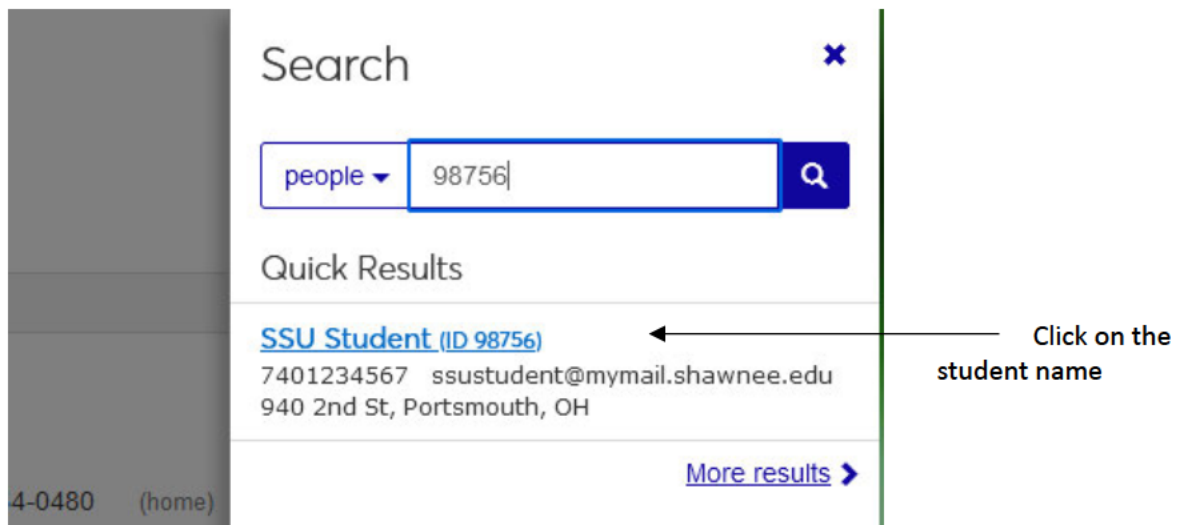 Search
people 98756
Quick Results
SSU Student (ID 98756)
7401234567 ssustudent@mymail.shawnee.edu
940 2nd St, Portsmouth, OH
More results
4-0480 (home)
Click on the
student name